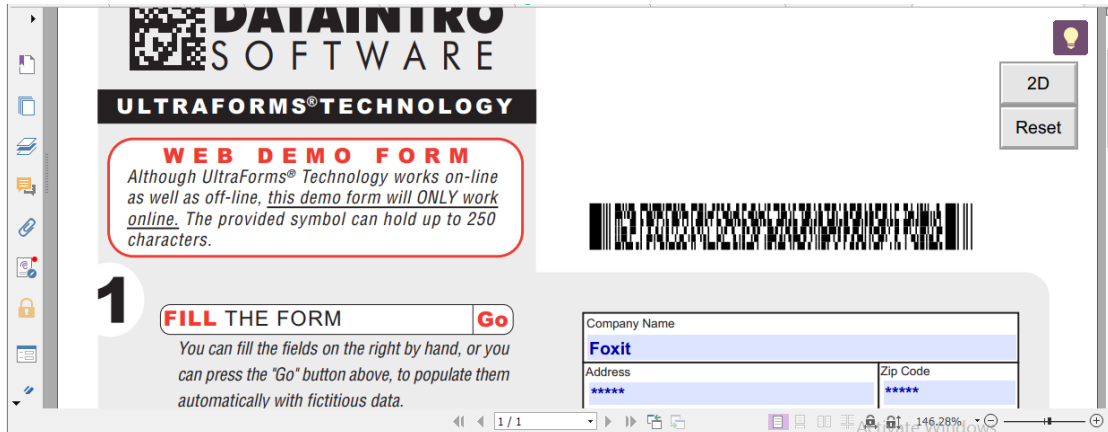 DATAINTRO
SOFTWARE
ULTRAFORMS®TECHNOLOGY
WEB DEMO FORM
Although UltraForms® Technology works on-line
as well as off-line, this demo form will ONLY work
online. The provided symbol can hold up to 250
characters.
2D
Reset
1
FILL THE FORM Go
You can fill the fields on the right by hand, or you
can press the "Go" button above, to populate them
automatically with fictitious data.
Company Name
Foxit
Address
*****
Zip Code
*****
1 / 1
146.28%
Activate Windows